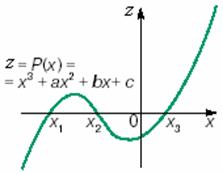 z
z = P(x) =
= x³ + ax² + bx + c
x₁ x₂ 0 x₃ x